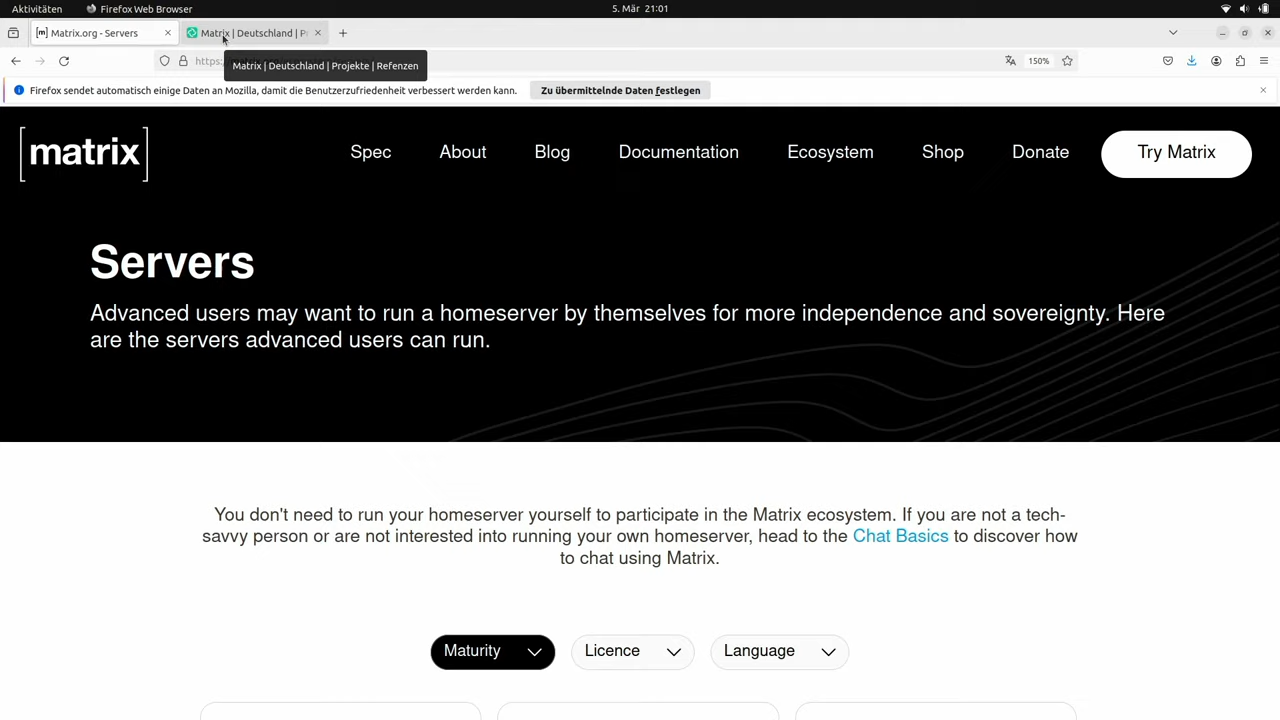 Aktivitäten
Firefox Web Browser
5. Mär 21:01
[m] Matrix.org - Servers
Matrix | Deutschland | P
https:
Matrix | Deutschland | Projekte | Refenzen
150%
Firefox sendet automatisch einige Daten an Mozilla, damit die Benutzerzufriedenheit verbessert werden kann.
Zu übermittelnde Daten festlegen
[matrix]
Spec
About
Blog
Documentation
Ecosystem
Shop
Donate
Try Matrix
Servers
Advanced users may want to run a homeserver by themselves for more independence and sovereignty. Here
are the servers advanced users can run.
You don't need to run your homeserver yourself to participate in the Matrix ecosystem. If you are not a tech-
savvy person or are not interested into running your own homeserver, head to the Chat Basics to discover how
to chat using Matrix.
Maturity
Licence
Language